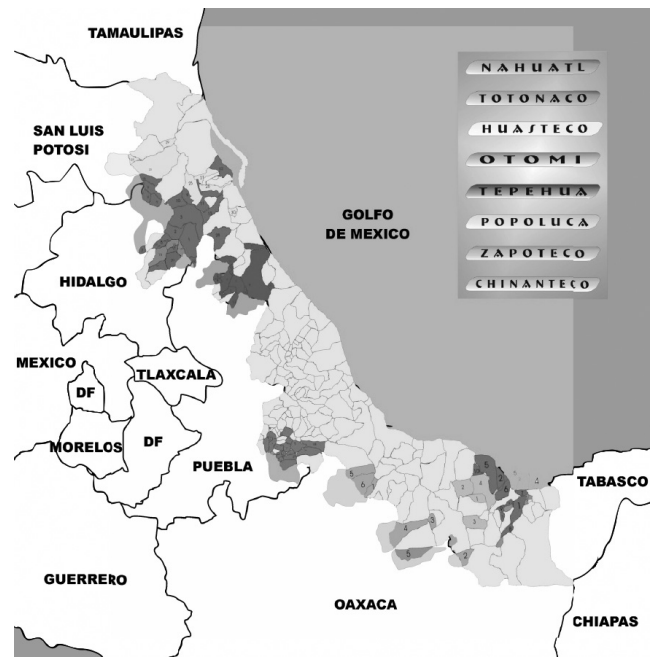 TAMAULIPAS
NAHUATL
TOTONACO
SAN LUIS
POTOSI
HUASTECO
OTOMI
TEPEHUA
GOLFO
DE MEXICO
POPOLUCA
ZAPOTECO
HIDALGO
CHINANTECO
MEXICO
TLAXCALA
DF
MORELOS
DF
PUEBLA
TABASCO
GUERRERO
OAXACA
CHIAPAS